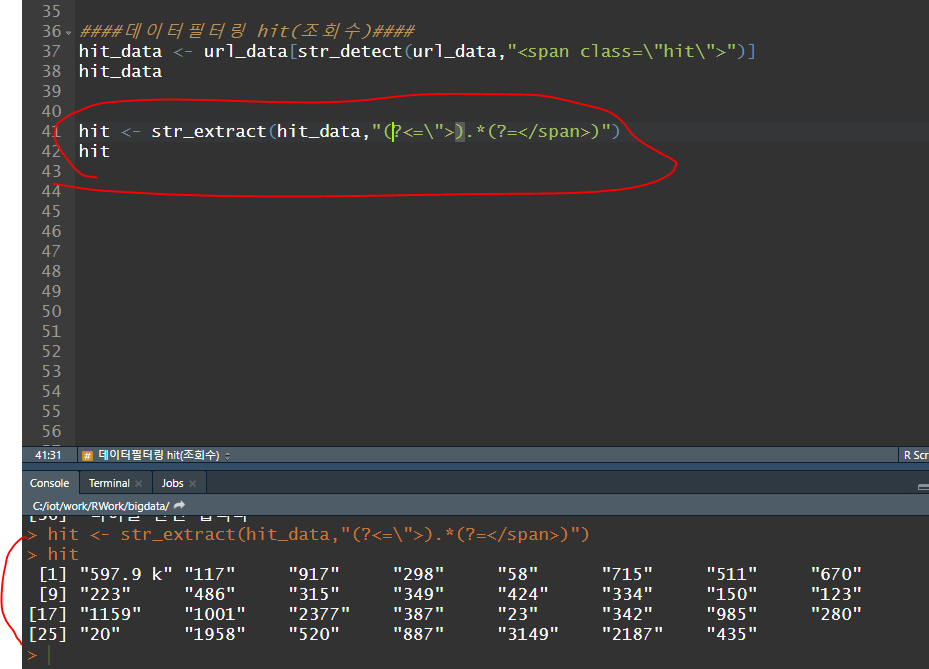 35
36 ####데이터필터링 hit(조회수)####
37 hit_data <- url_data[str_detect(url_data,"<span class=\"hit\">")]
38 hit_data
39
40
41 hit <- str_extract(hit_data,"(?<=\">).*(?=</span>)")
42 hit
43
44
45
46
47
48
49
50
51
52
53
54
55
56
41:31 # 데이터필터링 hit(조회수) R Scr
Console Terminal × Jobs ×
C:/iot/work/RWork/bigdata/
> hit <- str_extract(hit_data,"(?<=\">).*(?=</span>)")
> hit
[1] "597.9 k" "117" "917" "298" "58" "715" "511" "670"
[9] "223" "486" "315" "349" "424" "334" "150" "123"
[17] "1159" "1001" "2377" "387" "23" "342" "985" "280"
[25] "20" "1958" "520" "887" "3149" "2187" "435"
>